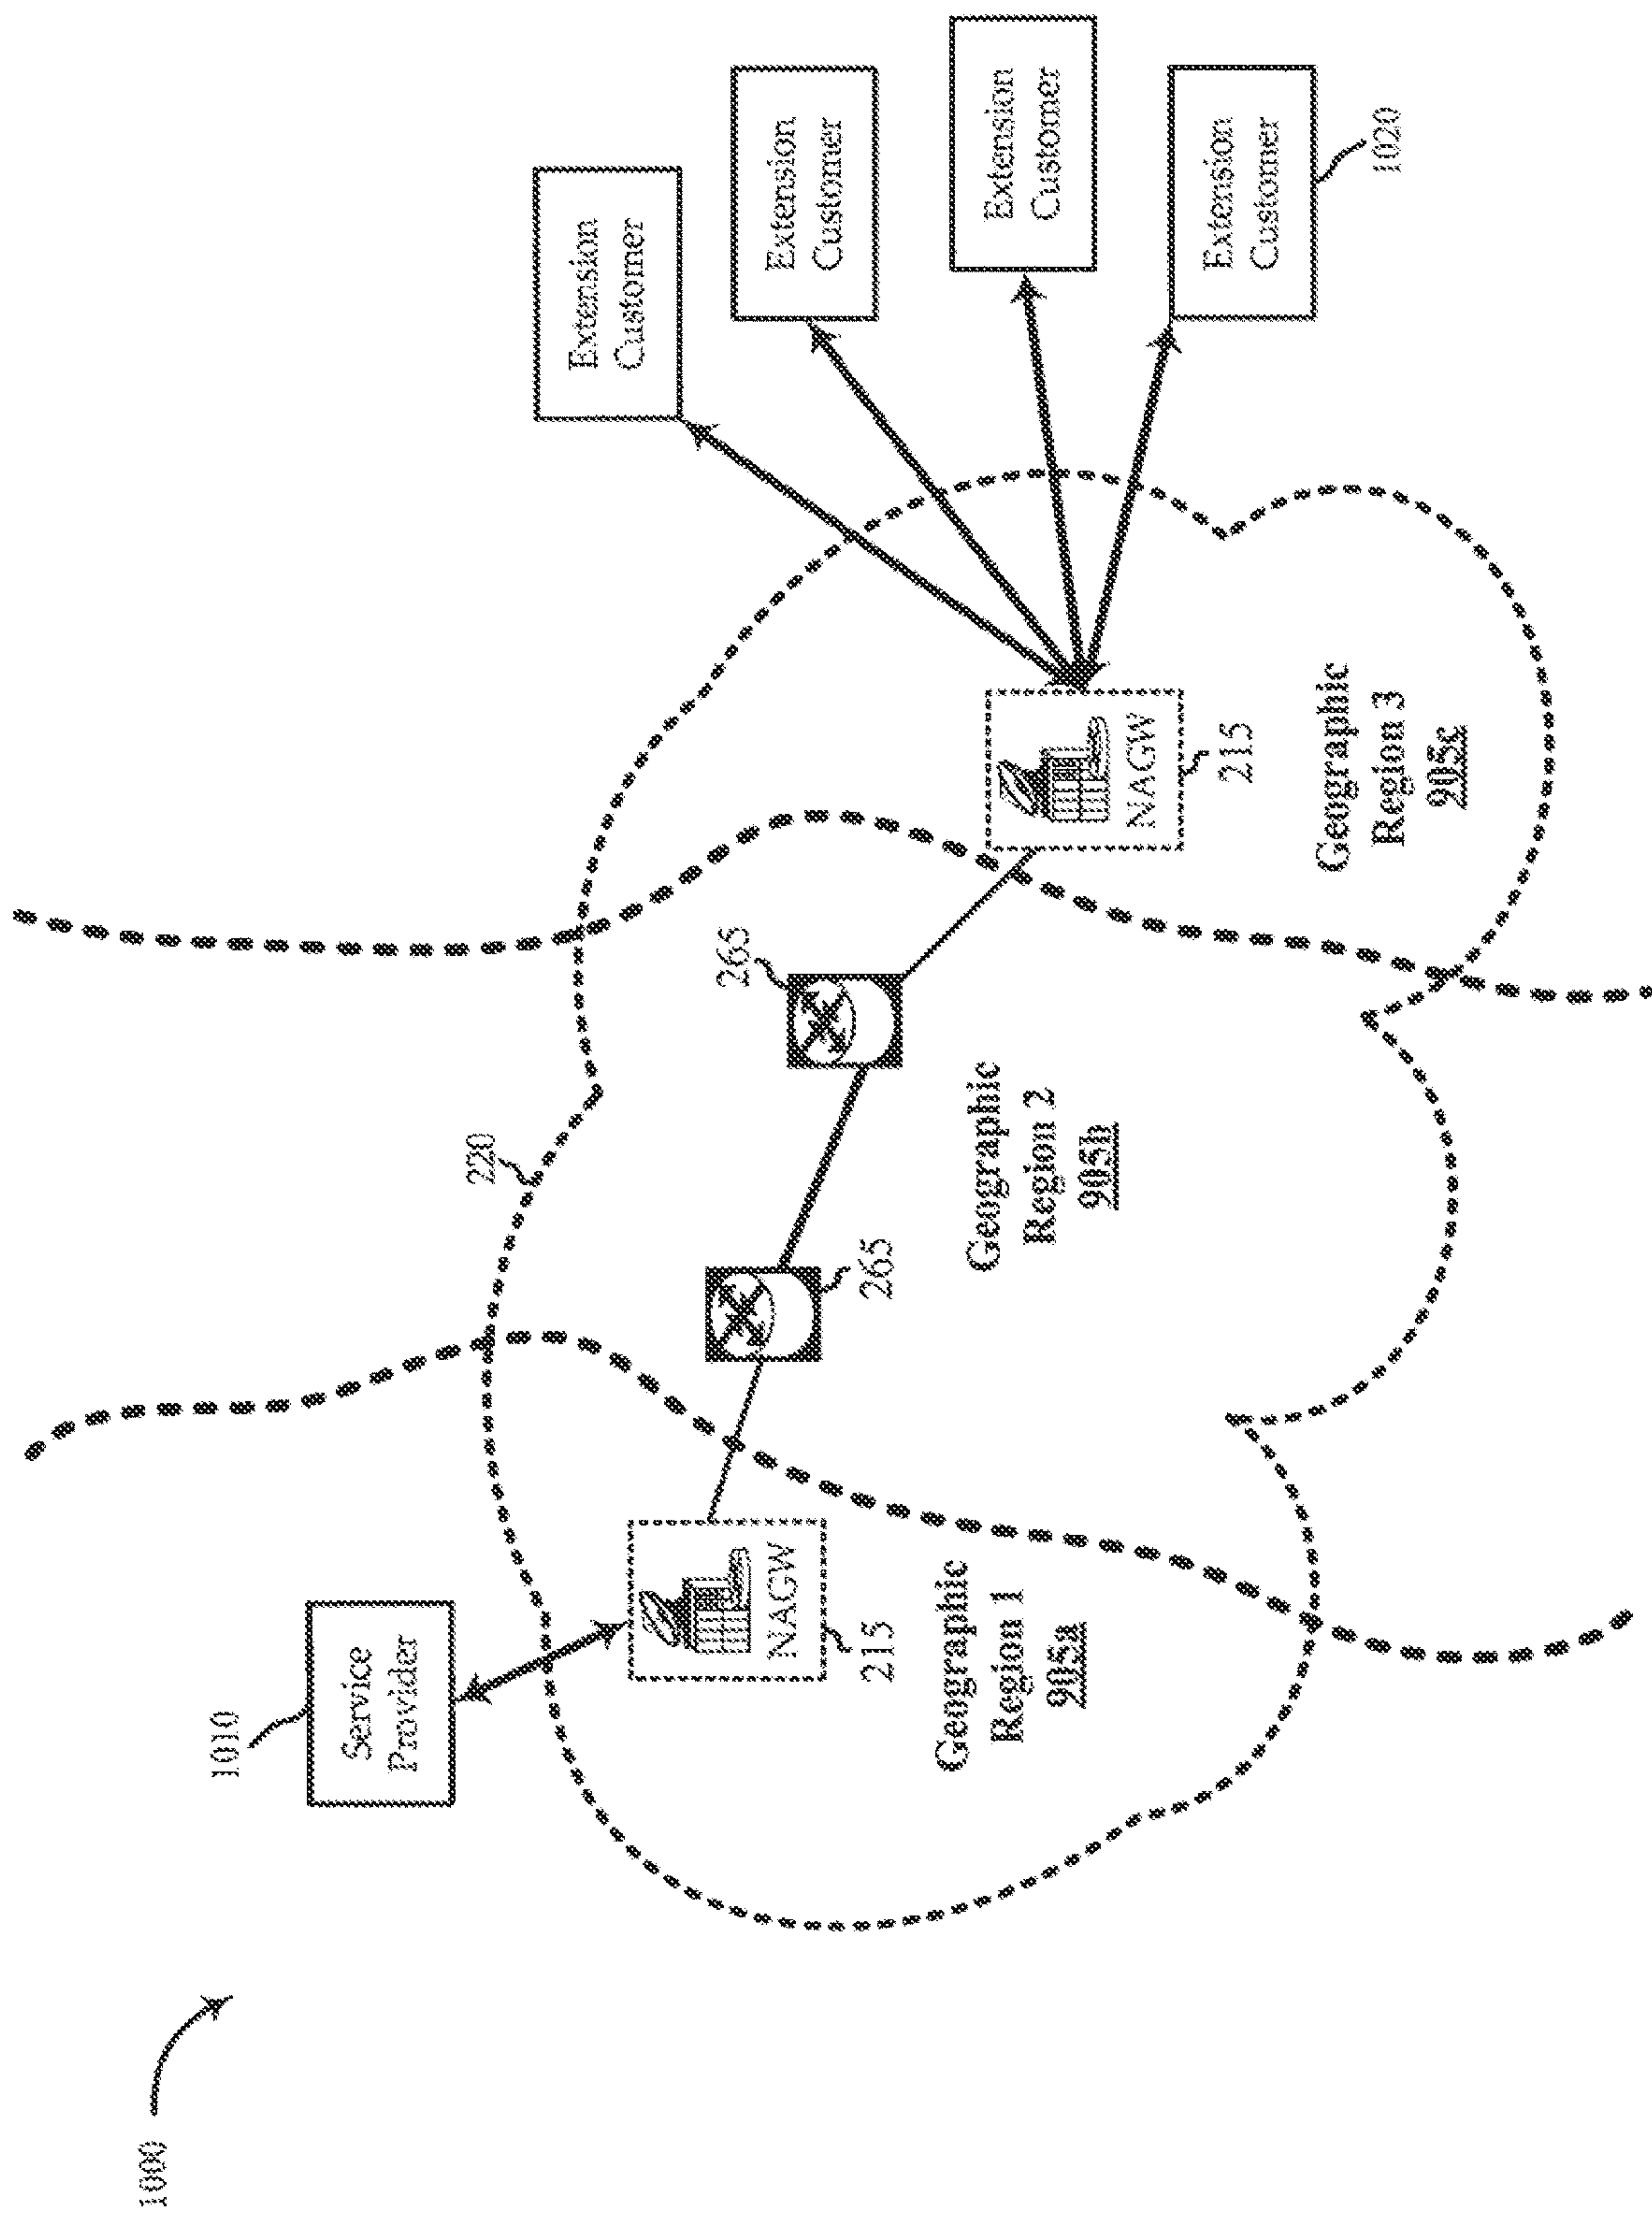 1000
1010
Service
Provider
220
NAGW
215
265
265
NAGW
215
Geographic
Region 1
905a
Geographic
Region 2
905b
Geographic
Region 3
905c
Extension
Customer
Extension
Customer
Extension
Customer
Extension
Customer
1020